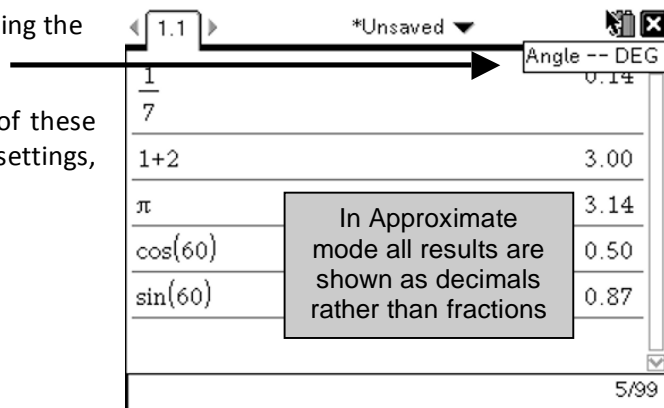 ing the
of these
settings,
1.1
*Unsaved
Angle -- DEG
1
7
0.14
1+2
3.00
π
3.14
cos(60)
0.50
sin(60)
0.87
In Approximate
mode all results are
shown as decimals
rather than fractions
5/99